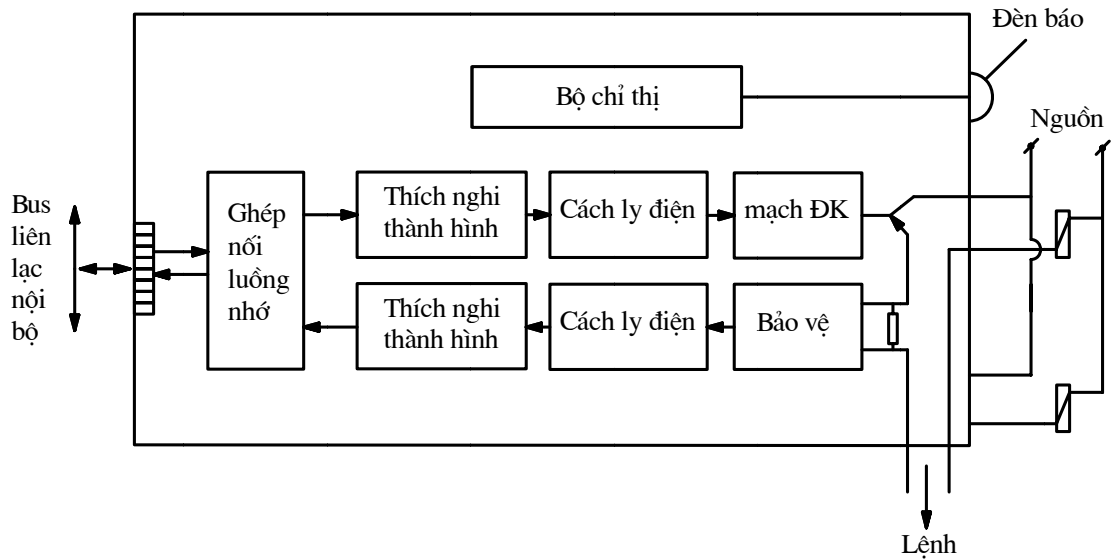 Đèn báo
Bộ chỉ thị
Nguồn
Bus
liên
lạc
nội
bộ
Ghép
nối
luồng
nhớ
Thích nghi
thành hình
Cách ly điện
mạch ĐK
Thích nghi
thành hình
Cách ly điện
Bảo vệ
Lệnh